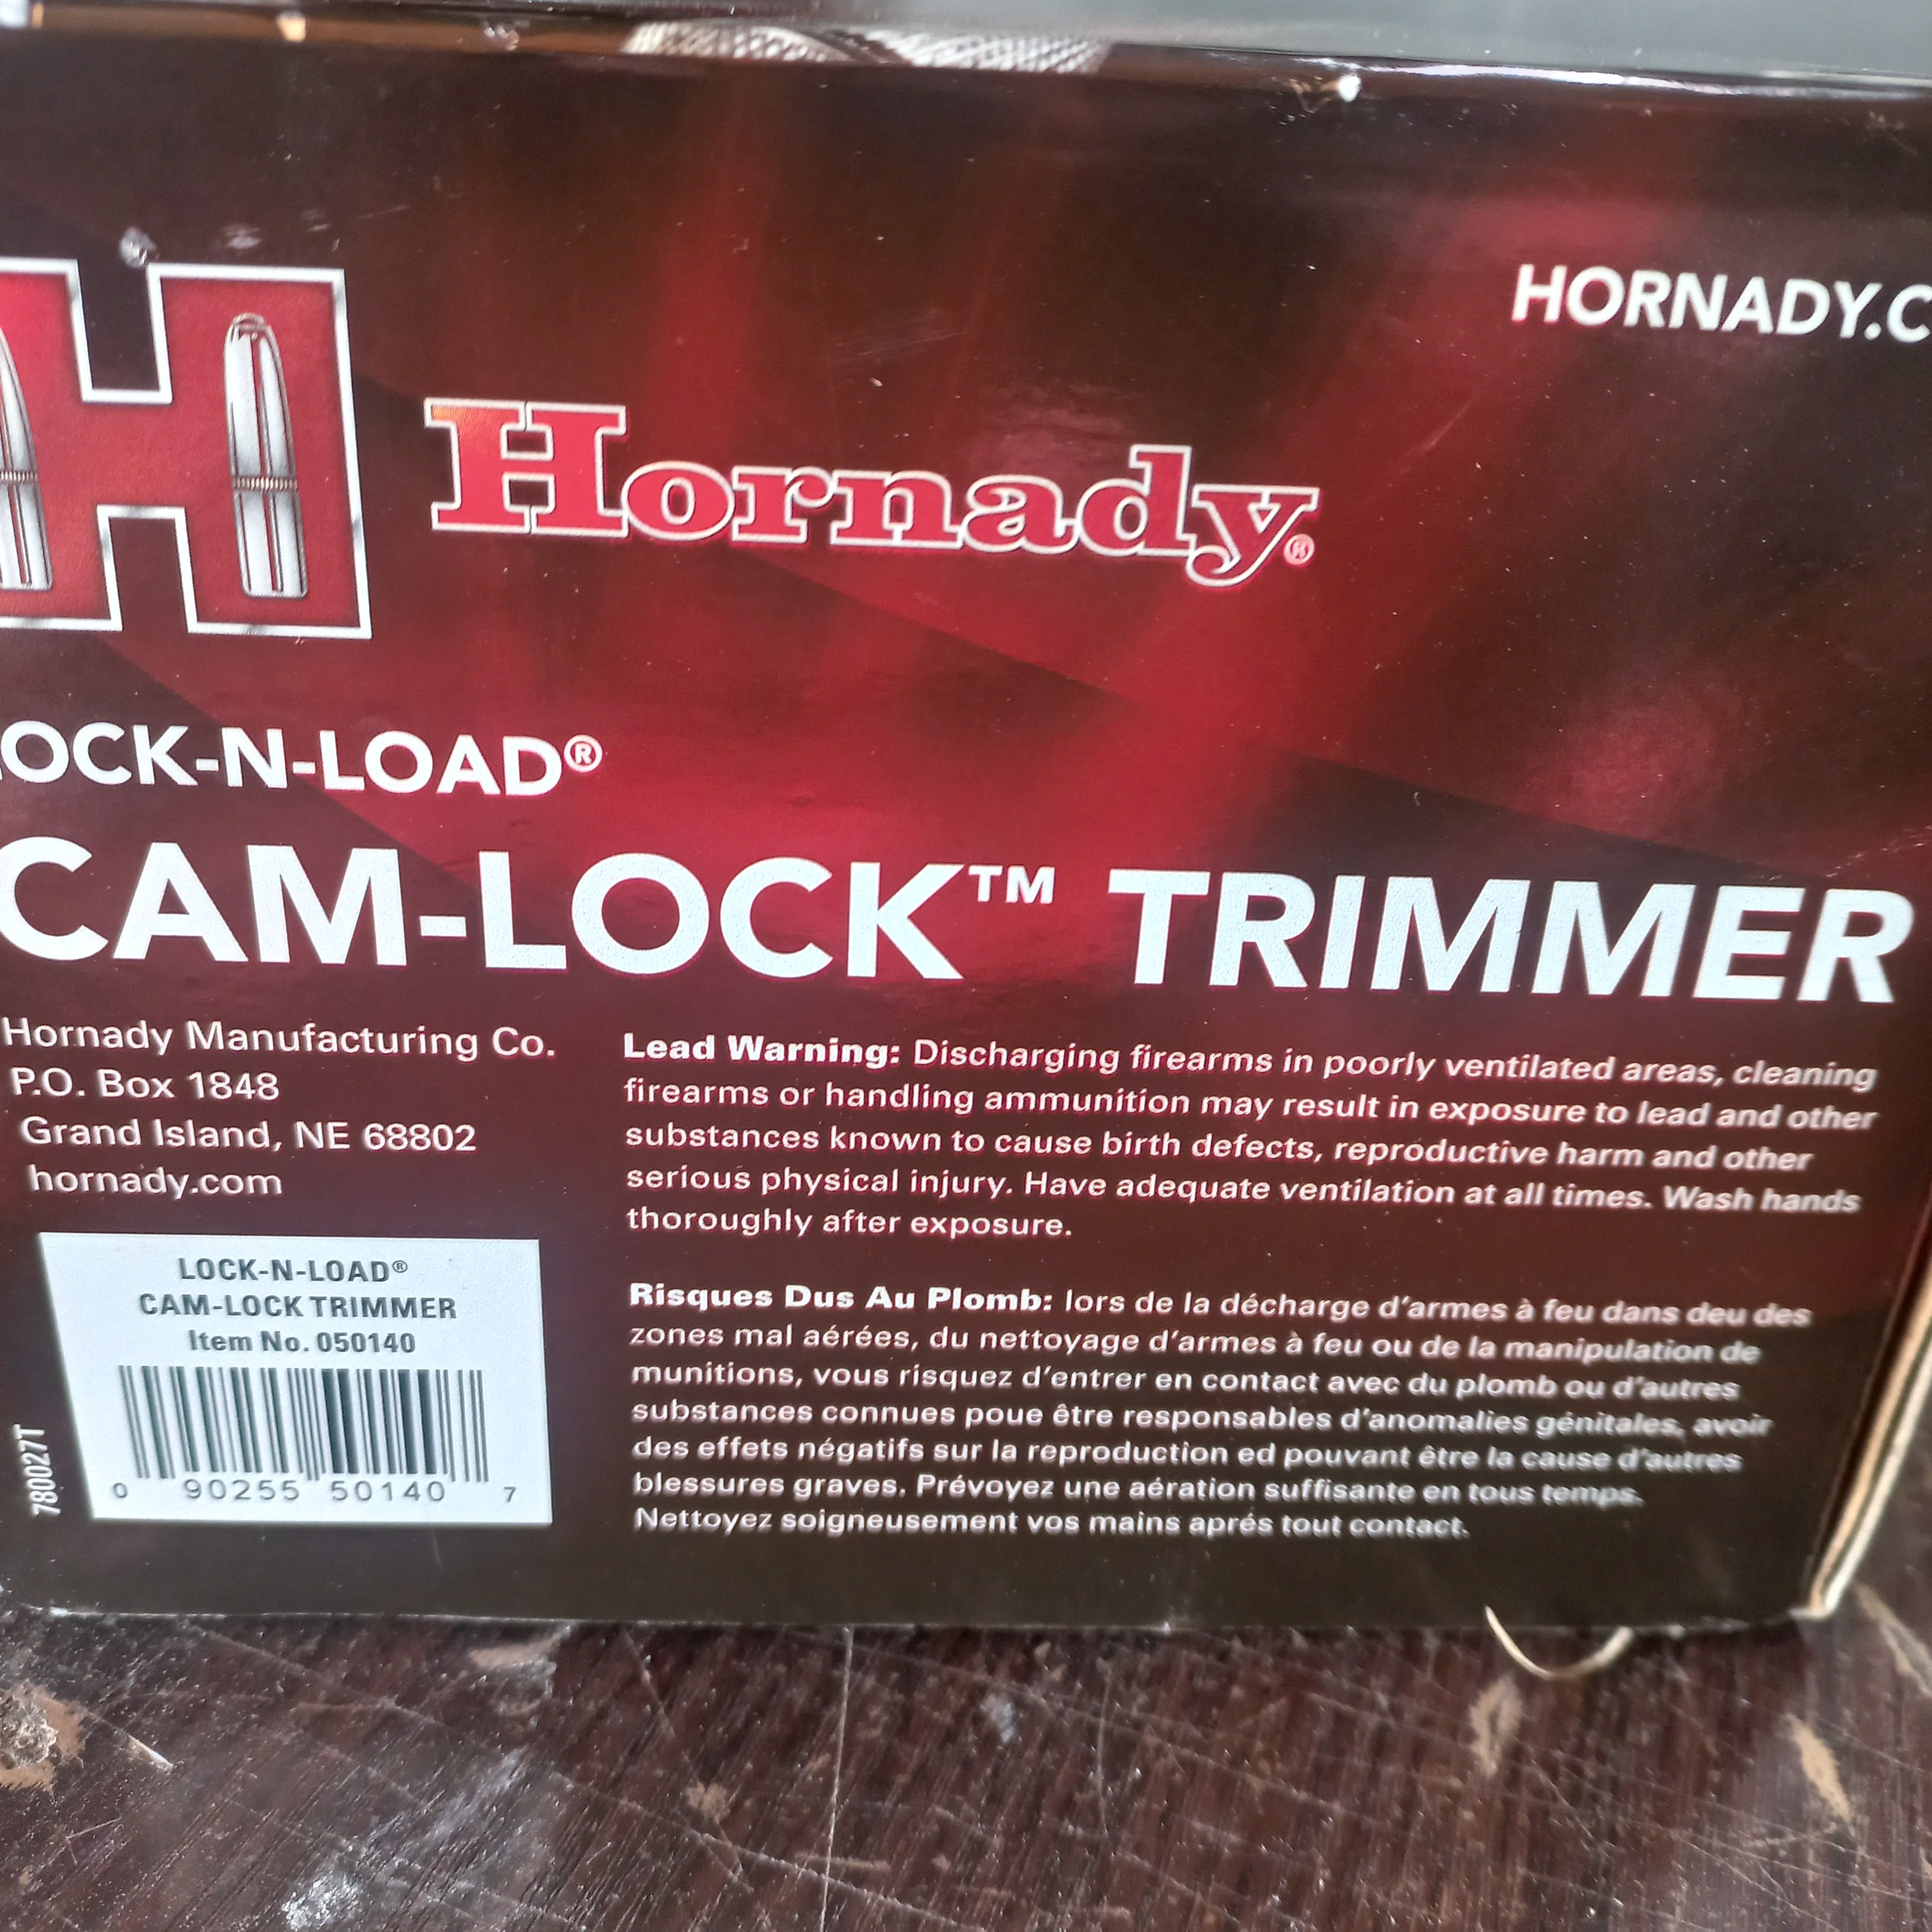 HORNADY.C
H
Hornady®
OCK-N-LOAD®
CAM-LOCK™ TRIMMER
Hornady Manufacturing Co.
P.O. Box 1848
Grand Island, NE 68802
hornady.com
Lead Warning: Discharging firearms in poorly ventilated areas, cleaning
firearms or handling ammunition may result in exposure to lead and other
substances known to cause birth defects, reproductive harm and other
serious physical injury. Have adequate ventilation at all times. Wash hands
thoroughly after exposure.
Risques Dus Au Plomb: lors de la décharge d'armes à feu dans deu des
zones mal aérées, du nettoyage d'armes à feu ou de la manipulation de
munitions, vous risquez d'entrer en contact avec du plomb ou d'autres
substances connues poue être responsables d'anomalies génitales, avoir
des effets négatifs sur la reproduction ed pouvant être la cause d'autres
blessures graves. Prévoyez une aération suffisante en tous temps.
Nettoyez soigneusement vos mains aprés tout contact.
LOCK-N-LOAD®
CAM-LOCK TRIMMER
Item No. 050140
0 90255 50140 7
780027T